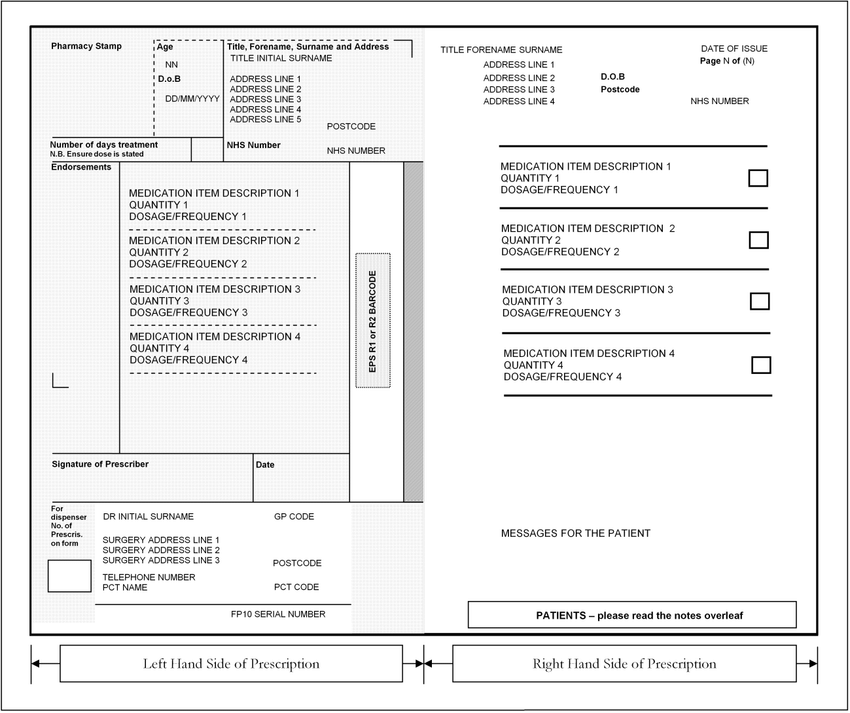 Pharmacy Stamp
Age
NN
D.o.B
DD/MM/YYYY
Title, Forename, Surname and Address
TITLE INITIAL SURNAME
ADDRESS LINE 1
ADDRESS LINE 2
ADDRESS LINE 3
ADDRESS LINE 4
ADDRESS LINE 5
POSTCODE
Number of days treatment
N.B. Ensure dose is stated
NHS Number
NHS NUMBER
Endorsements
MEDICATION ITEM DESCRIPTION 1
QUANTITY 1
DOSAGE/FREQUENCY 1
MEDICATION ITEM DESCRIPTION 2
QUANTITY 2
DOSAGE/FREQUENCY 2
MEDICATION ITEM DESCRIPTION 3
QUANTITY 3
DOSAGE/FREQUENCY 3
MEDICATION ITEM DESCRIPTION 4
QUANTITY 4
DOSAGE/FREQUENCY 4
EPS R1 or R2 BARCODE
Signature of Prescriber
Date
For
dispenser
No. of
Prescris.
on form
DR INITIAL SURNAME
GP CODE
SURGERY ADDRESS LINE 1
SURGERY ADDRESS LINE 2
SURGERY ADDRESS LINE 3
POSTCODE
TELEPHONE NUMBER
PCT NAME
PCT CODE
FP10 SERIAL NUMBER
TITLE FORENAME SURNAME
DATE OF ISSUE
Page N of (N)
ADDRESS LINE 1
ADDRESS LINE 2
ADDRESS LINE 3
ADDRESS LINE 4
D.O.B
Postcode
NHS NUMBER
MEDICATION ITEM DESCRIPTION 1
QUANTITY 1
DOSAGE/FREQUENCY 1
MEDICATION ITEM DESCRIPTION 2
QUANTITY 2
DOSAGE/FREQUENCY 2
MEDICATION ITEM DESCRIPTION 3
QUANTITY 3
DOSAGE/FREQUENCY 3
MEDICATION ITEM DESCRIPTION 4
QUANTITY 4
DOSAGE/FREQUENCY 4
MESSAGES FOR THE PATIENT
PATIENTS – please read the notes overleaf
Left Hand Side of Prescription
Right Hand Side of Prescription